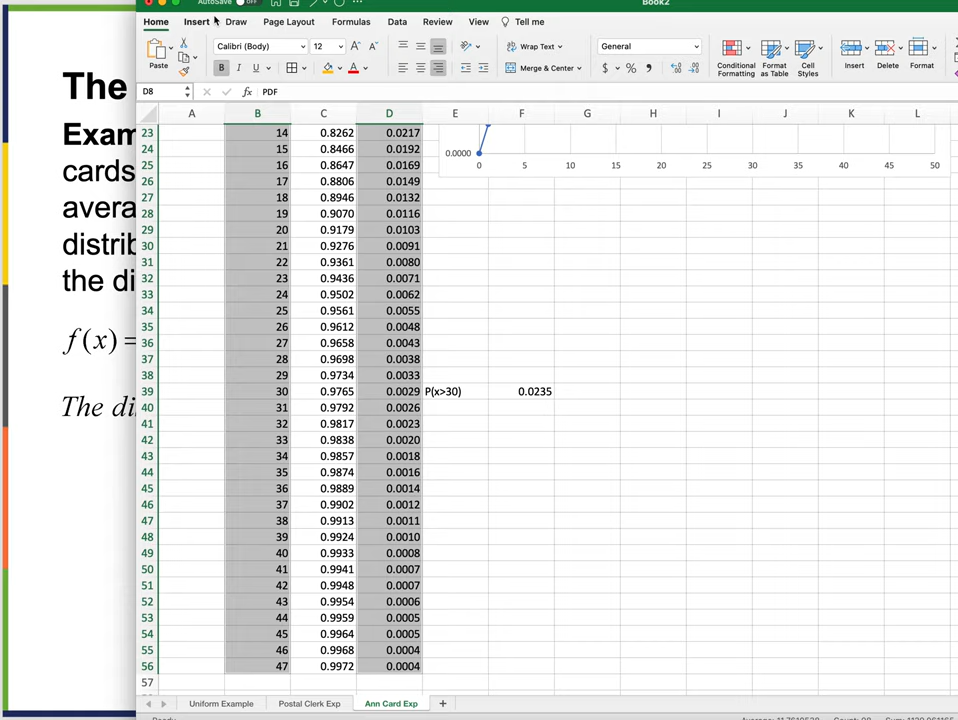 AutoSave OFF Book2
Home Insert Draw Page Layout Formulas Data Review View Tell me
Calibri (Body) 12 A A Wrap Text General
Paste B I U A Merge & Center $ % Conditional Formatting Format as Table Cell Styles Insert Delete Format
D8 fx PDF
A B C D E F G H I J K L
23 14 0.8262 0.0217
24 15 0.8466 0.0192 0.0000
25 16 0.8647 0.0169 0 5 10 15 20 25 30 35 40 45 50
26 17 0.8806 0.0149
27 18 0.8946 0.0132
28 19 0.9070 0.0116
29 20 0.9179 0.0103
30 21 0.9276 0.0091
31 22 0.9361 0.0080
32 23 0.9436 0.0071
33 24 0.9502 0.0062
34 25 0.9561 0.0055
35 26 0.9612 0.0048
36 27 0.9658 0.0043
37 28 0.9698 0.0038
38 29 0.9734 0.0033
39 30 0.9765 0.0029 P(x>30) 0.0235
40 31 0.9792 0.0026
41 32 0.9817 0.0023
42 33 0.9838 0.0020
43 34 0.9857 0.0018
44 35 0.9874 0.0016
45 36 0.9889 0.0014
46 37 0.9902 0.0012
47 38 0.9913 0.0011
48 39 0.9924 0.0010
49 40 0.9933 0.0008
50 41 0.9941 0.0007
51 42 0.9948 0.0007
52 43 0.9954 0.0006
53 44 0.9959 0.0005
54 45 0.9964 0.0005
55 46 0.9968 0.0004
56 47 0.9972 0.0004
57
Uniform Example Postal Clerk Exp Ann Card Exp +
The
Exam
cards
avera
distrib
the di
f(x) =
The di